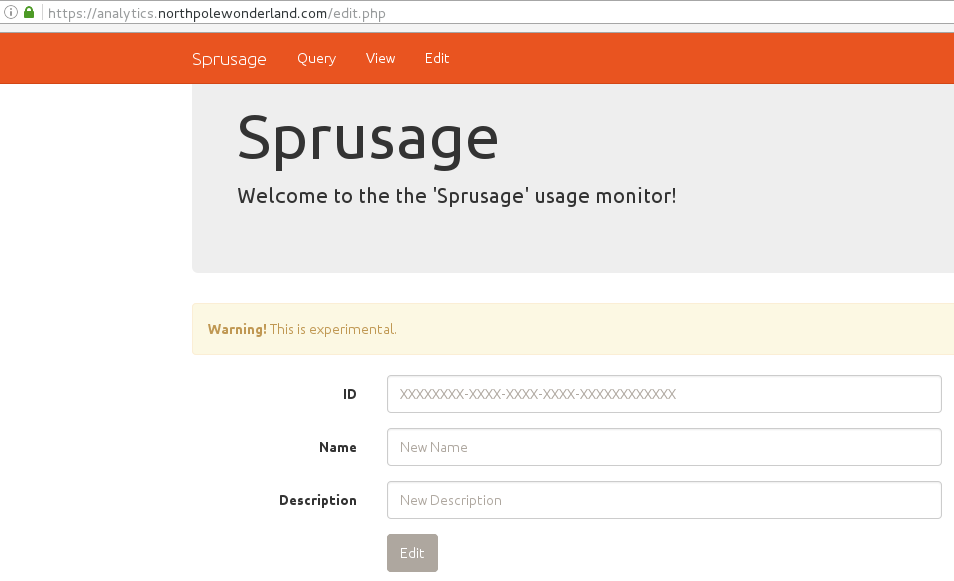 https://analytics.northpolewonderland.com/edit.php
Sprusage Query View Edit
Sprusage
Welcome to the the 'Sprusage' usage monitor!
Warning! This is experimental.
ID XXXXXXXX-XXXX-XXXX-XXXX-XXXXXXXXXXXX
Name New Name
Description New Description
Edit